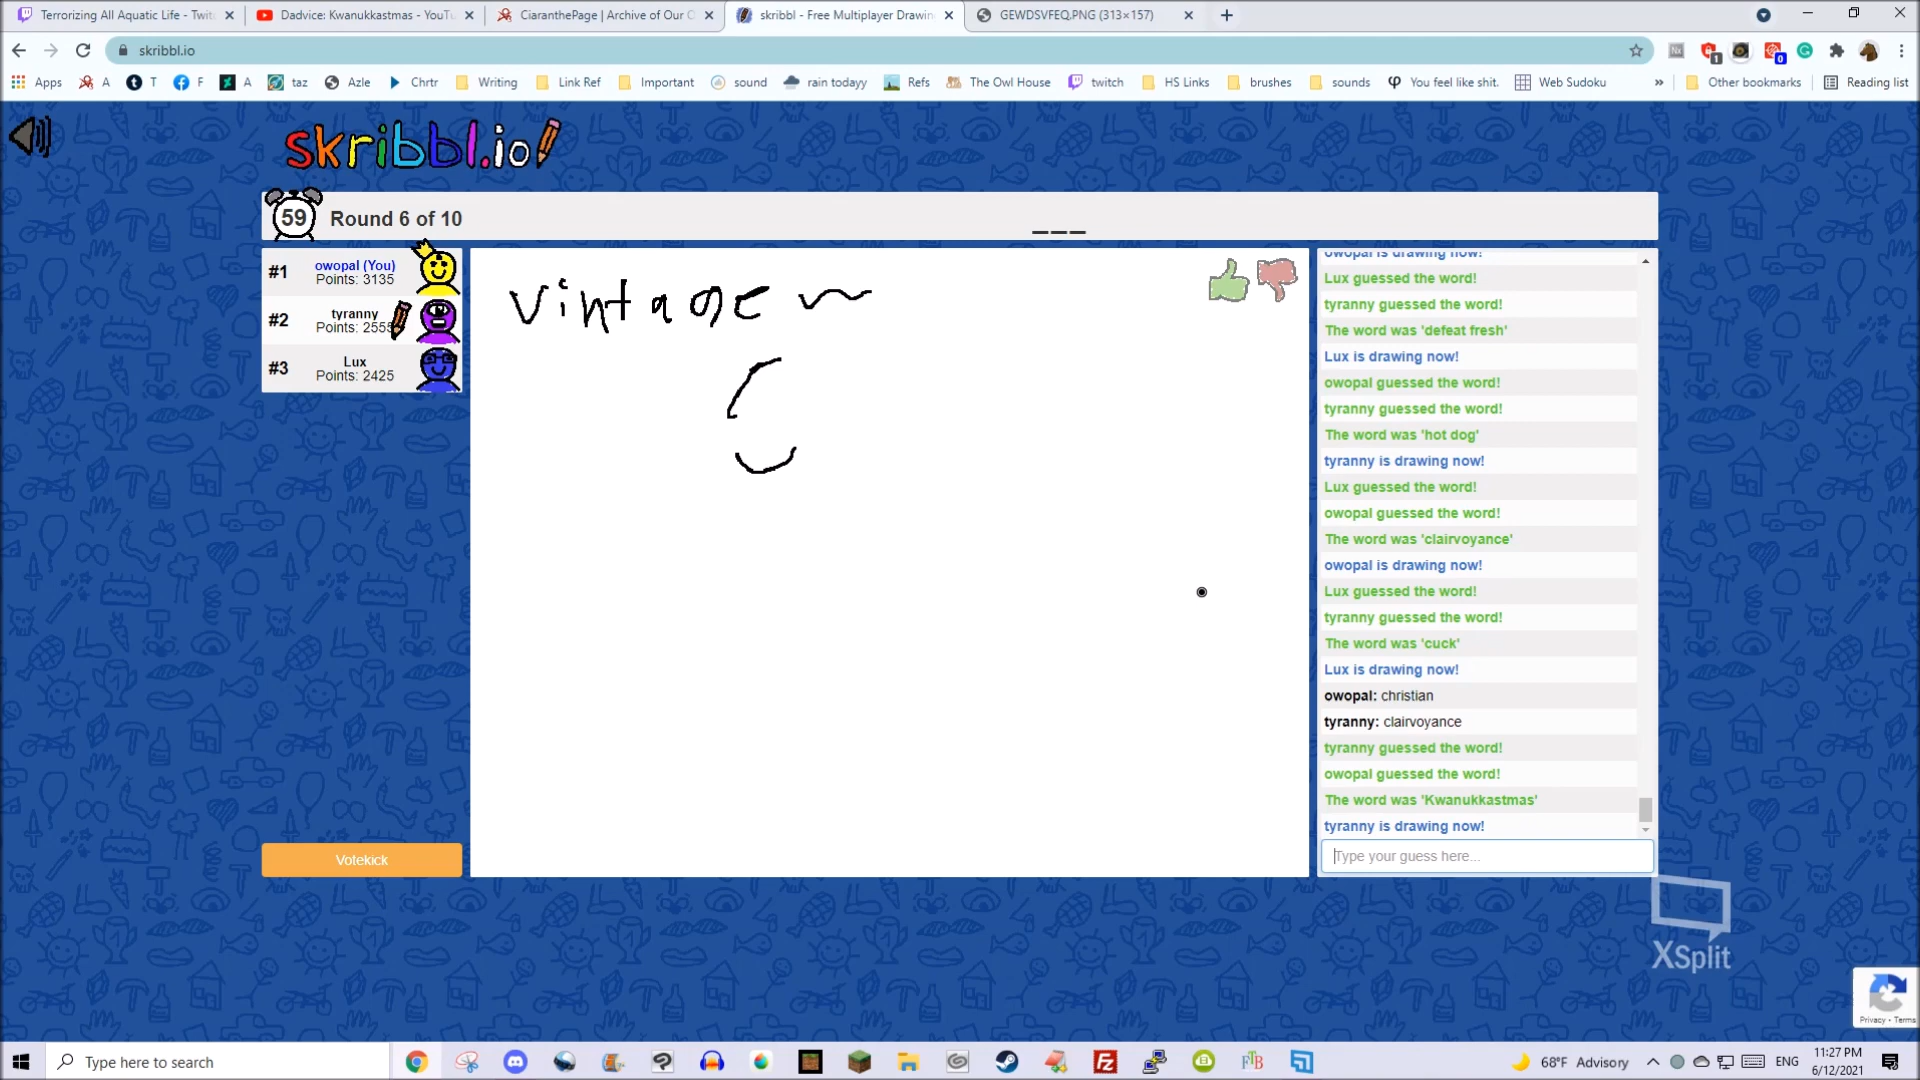 Terrorizing All Aquatic Life - Twit
Dadvice: Kwanukkastmas - YouTu
CiaranthePage | Archive of Our O
skribbl - Free Multiplayer Drawin
GEWDSVFEQ.PNG (313×157)
skribbl.io
Apps A T F A taz Azle Chrtr Writing Link Ref Important sound rain todayy Refs The Owl House twitch HS Links brushes sounds You feel like shit. Web Sudoku » Other bookmarks Reading list
skribbl.io
59 Round 6 of 10 ___
#1 owopal (You)
Points: 3135
#2 tyranny
Points: 2555
#3 Lux
Points: 2425
Votekick
vintage
owopal is drawing now!
Lux guessed the word!
tyranny guessed the word!
The word was 'defeat fresh'
Lux is drawing now!
owopal guessed the word!
tyranny guessed the word!
The word was 'hot dog'
tyranny is drawing now!
Lux guessed the word!
owopal guessed the word!
The word was 'clairvoyance'
owopal is drawing now!
Lux guessed the word!
tyranny guessed the word!
The word was 'cuck'
Lux is drawing now!
owopal: christian
tyranny: clairvoyance
tyranny guessed the word!
owopal guessed the word!
The word was 'Kwanukkastmas'
tyranny is drawing now!
Type your guess here...
XSplit
Privacy - Terms
Type here to search
68°F Advisory
ENG
11:27 PM
6/12/2021